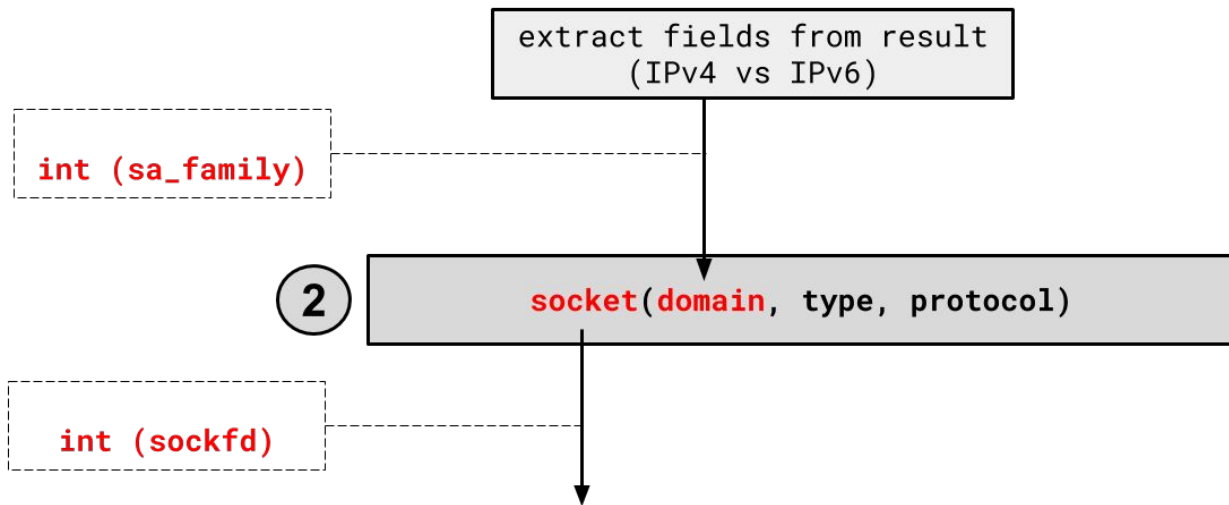 extract fields from result
(IPv4 vs IPv6)
int (sa_family)
2
socket(domain, type, protocol)
int (sockfd)